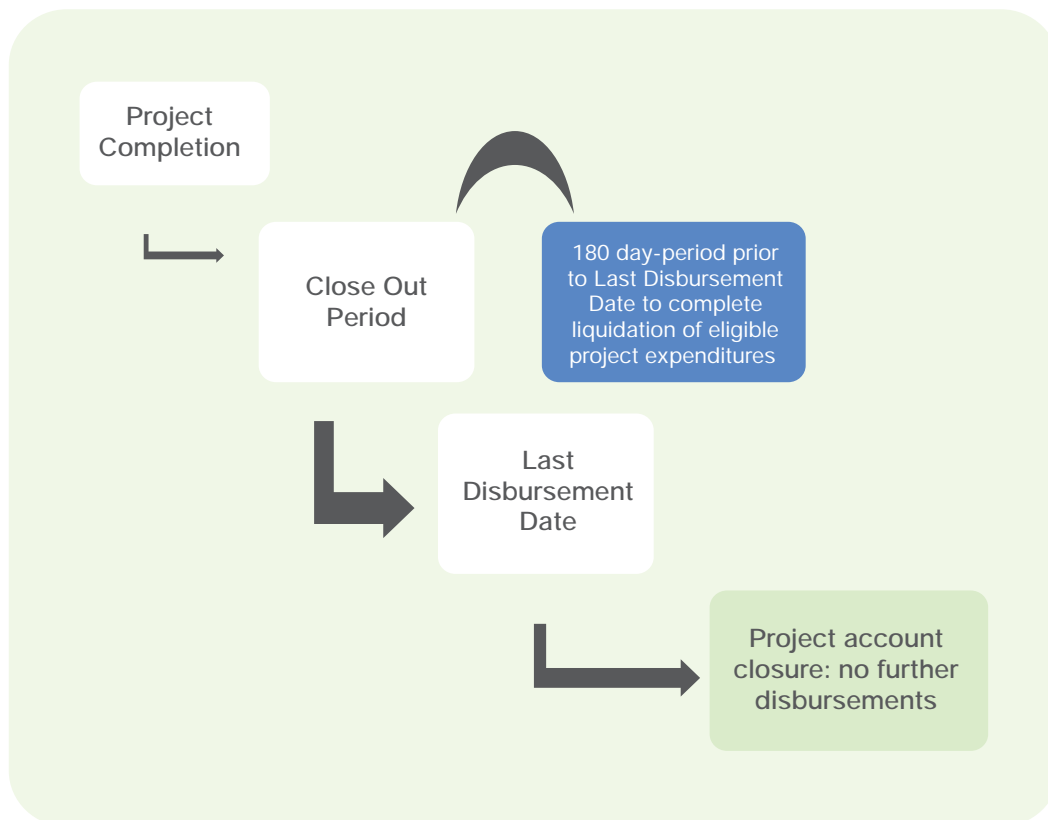 Project
Completion
Close Out
Period
180 day-period prior
to Last Disbursement
Date to complete
liquidation of eligible
project expenditures
Last
Disbursement
Date
Project account
closure: no further
disbursements